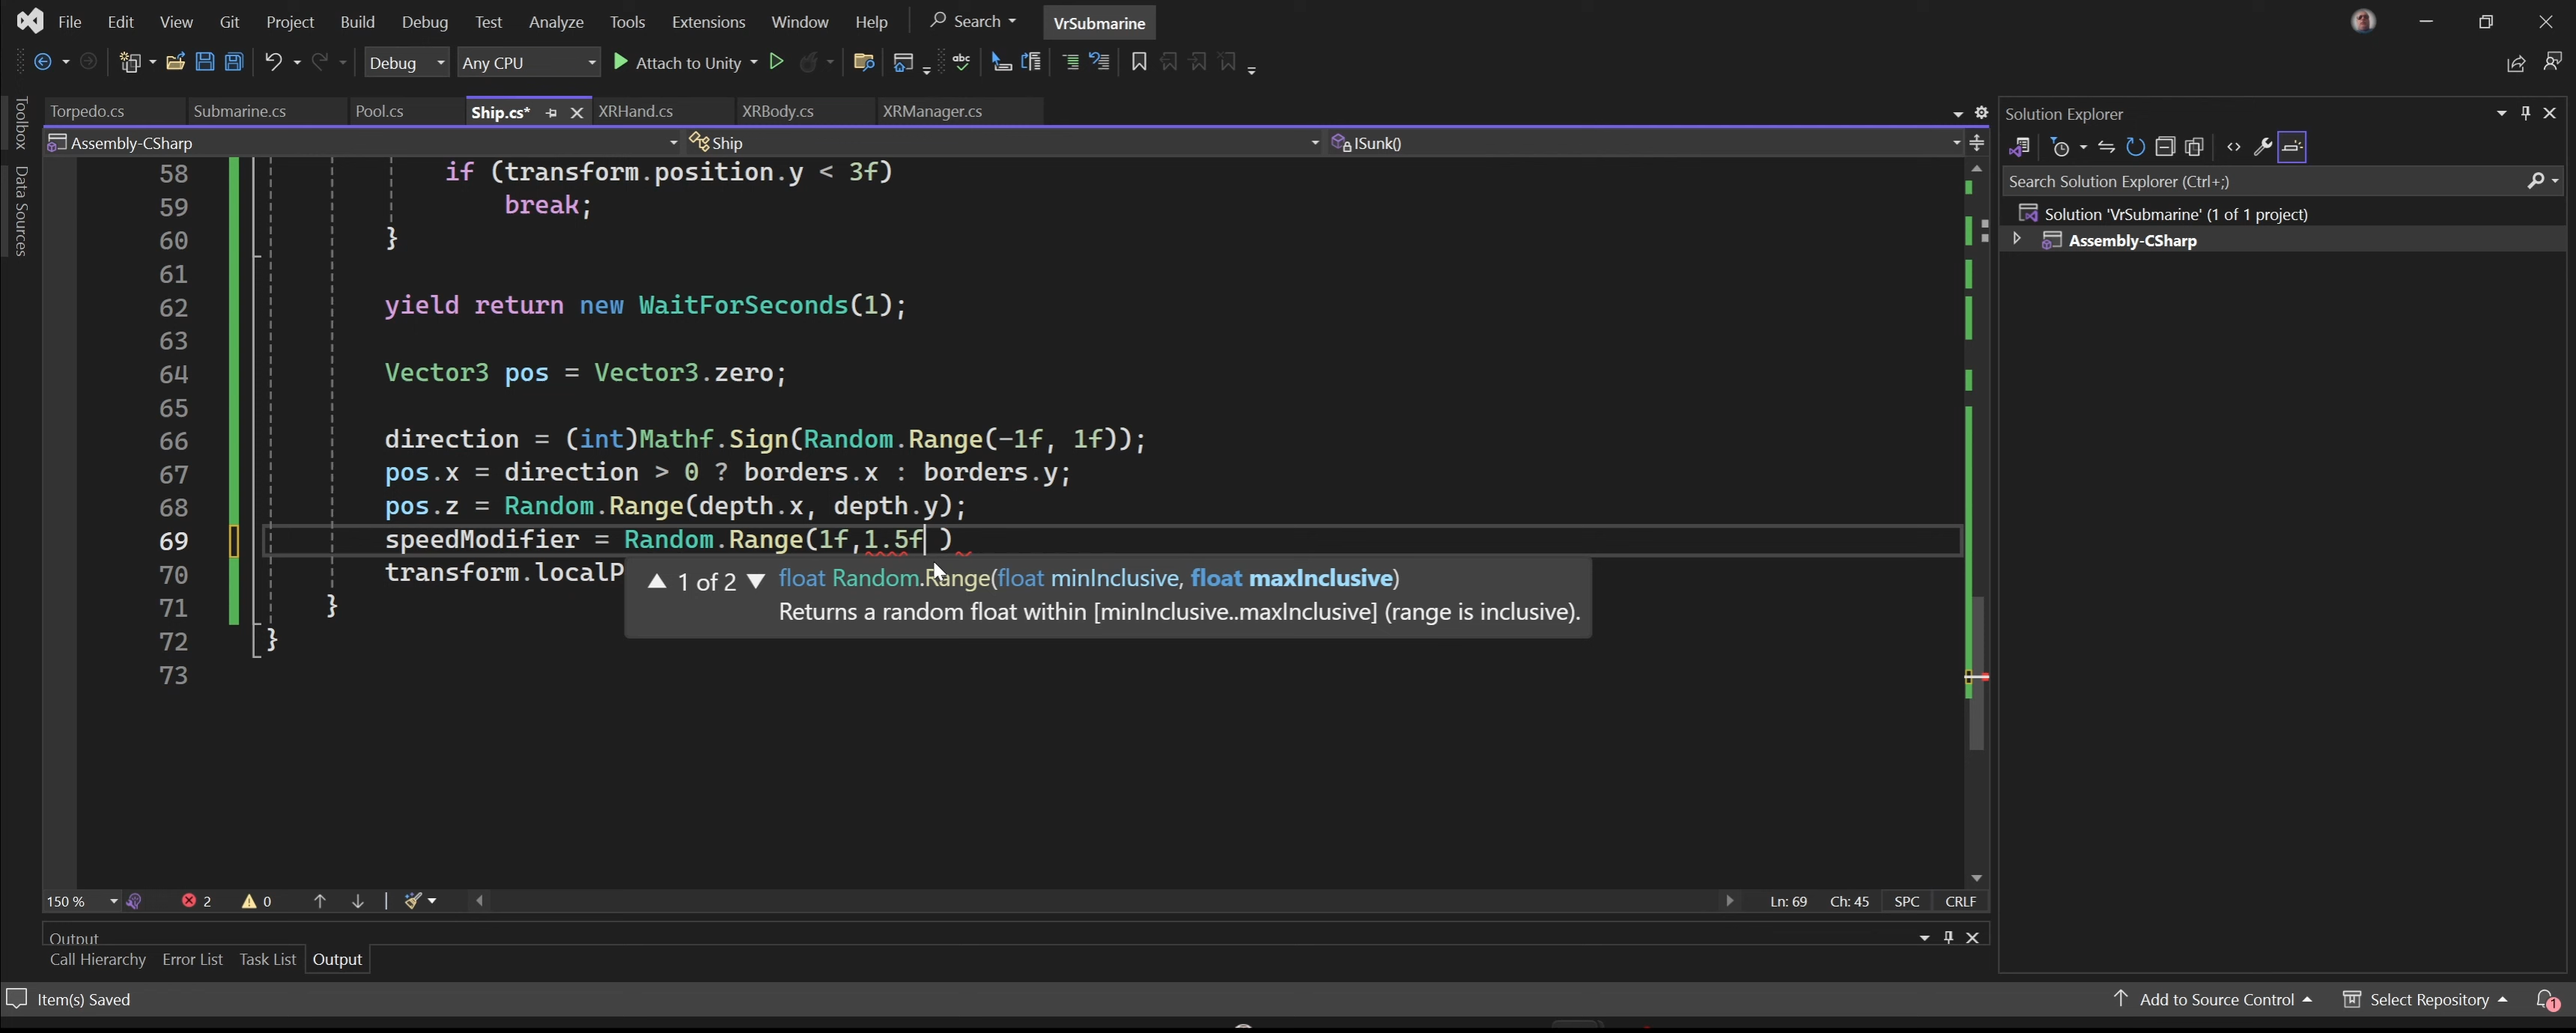 File Edit View Git Project Build Debug Test Analyze Tools Extensions Window Help Search VrSubmarine
Debug Any CPU Attach to Unity
Toolbox
Data Sources
Torpedo.cs Submarine.cs Pool.cs Ship.cs* XRHand.cs XRBody.cs XRManager.cs
Assembly-CSharp Ship ISunk()
58 if (transform.position.y < 3f)
59 break;
60 }
61
62 yield return new WaitForSeconds(1);
63
64 Vector3 pos = Vector3.zero;
65
66 direction = (int)Mathf.Sign(Random.Range(-1f, 1f));
67 pos.x = direction > 0 ? borders.x : borders.y;
68 pos.z = Random.Range(depth.x, depth.y);
69 speedModifier = Random.Range(1f,1.5f )
70 transform.localP
71 }
72 }
73
1 of 2 float Random.Range(float minInclusive, float maxInclusive)
Returns a random float within [minInclusive..maxInclusive] (range is inclusive).
150 % 2 0 Ln: 69 Ch: 45 SPC CRLF
Output
Call Hierarchy Error List Task List Output
Item(s) Saved Add to Source Control Select Repository 1
Solution Explorer
Search Solution Explorer (Ctrl+;)
Solution 'VrSubmarine' (1 of 1 project)
Assembly-CSharp